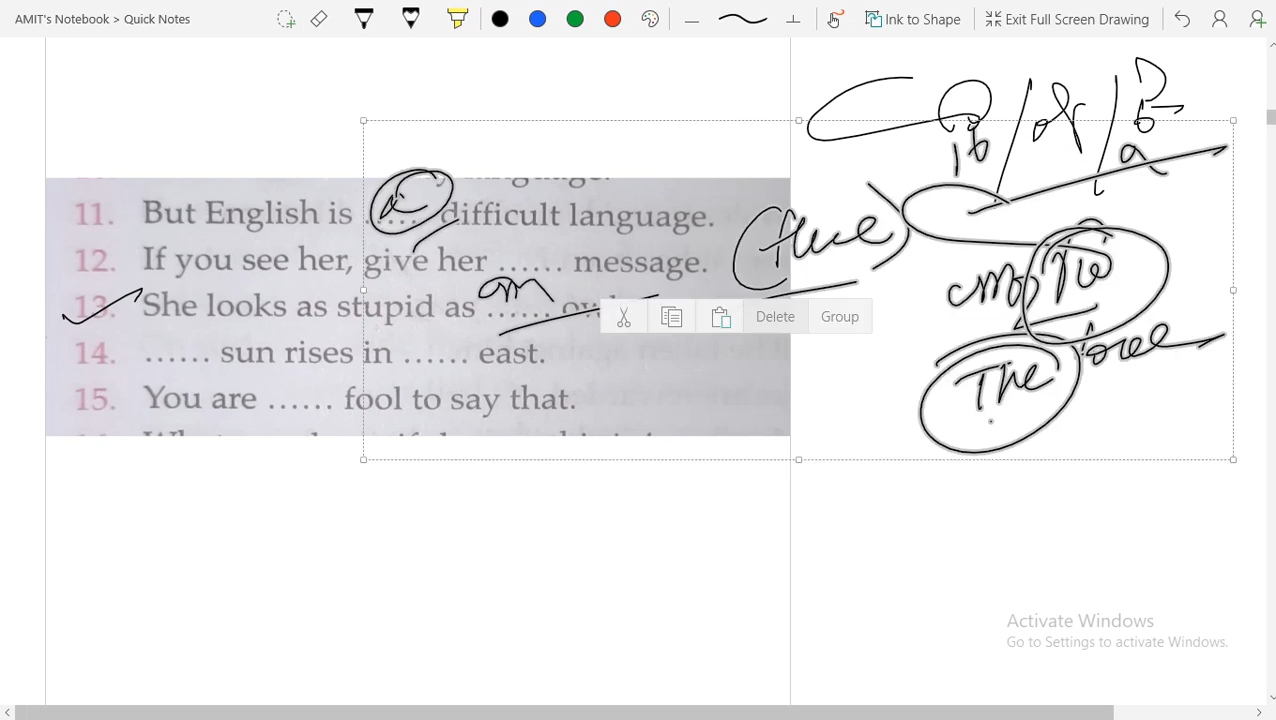 AMIT's Notebook > Quick Notes
Ink to Shape
Exit Full Screen Drawing
11. But English is ...... difficult language.
a
12. If you see her, give her ...... message.
13. She looks as stupid as ...... owl
an
14. ...... sun rises in ...... east.
15. You are ...... fool to say that.
Delete
Group
The
tree
Activate Windows
Go to Settings to activate Windows.